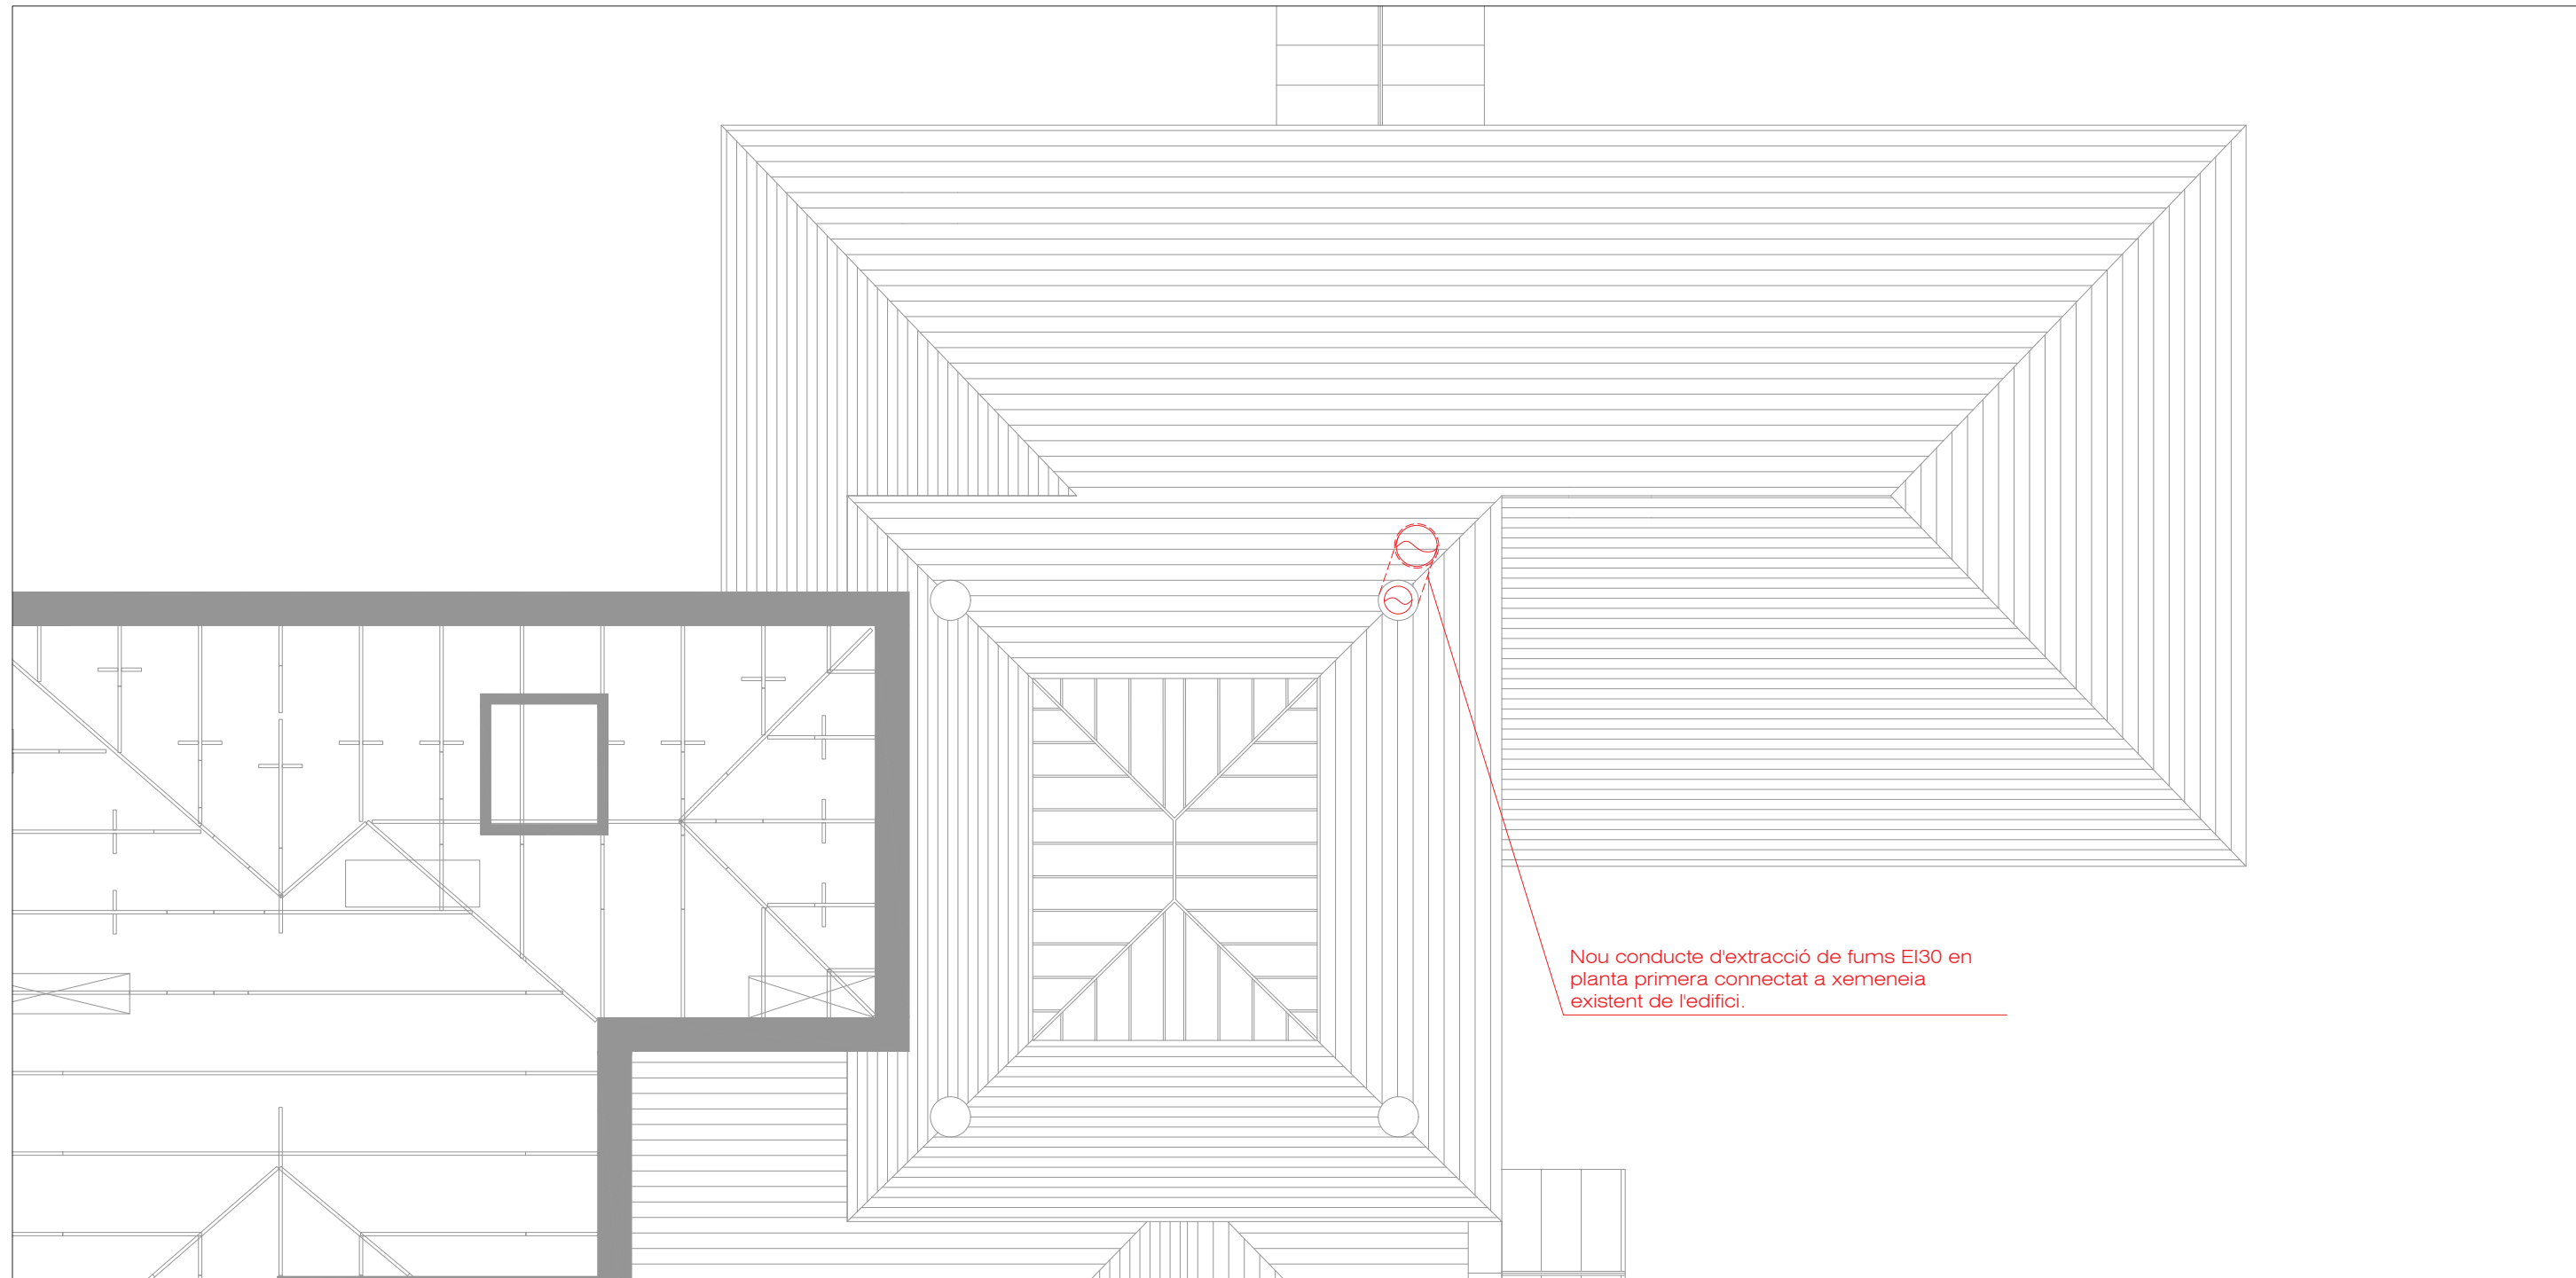 Nou conducte d'extracció de fums EI30 en
planta primera connectat a xemeneia
existent de l'edifici.